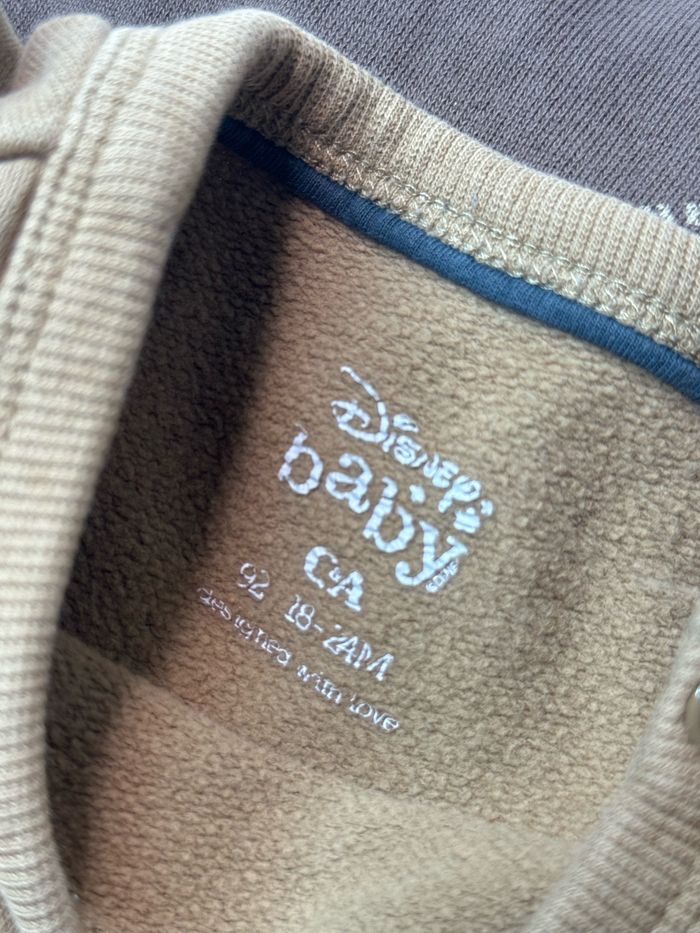 Disney's
baby
C&A
92 18-24M
designed with love